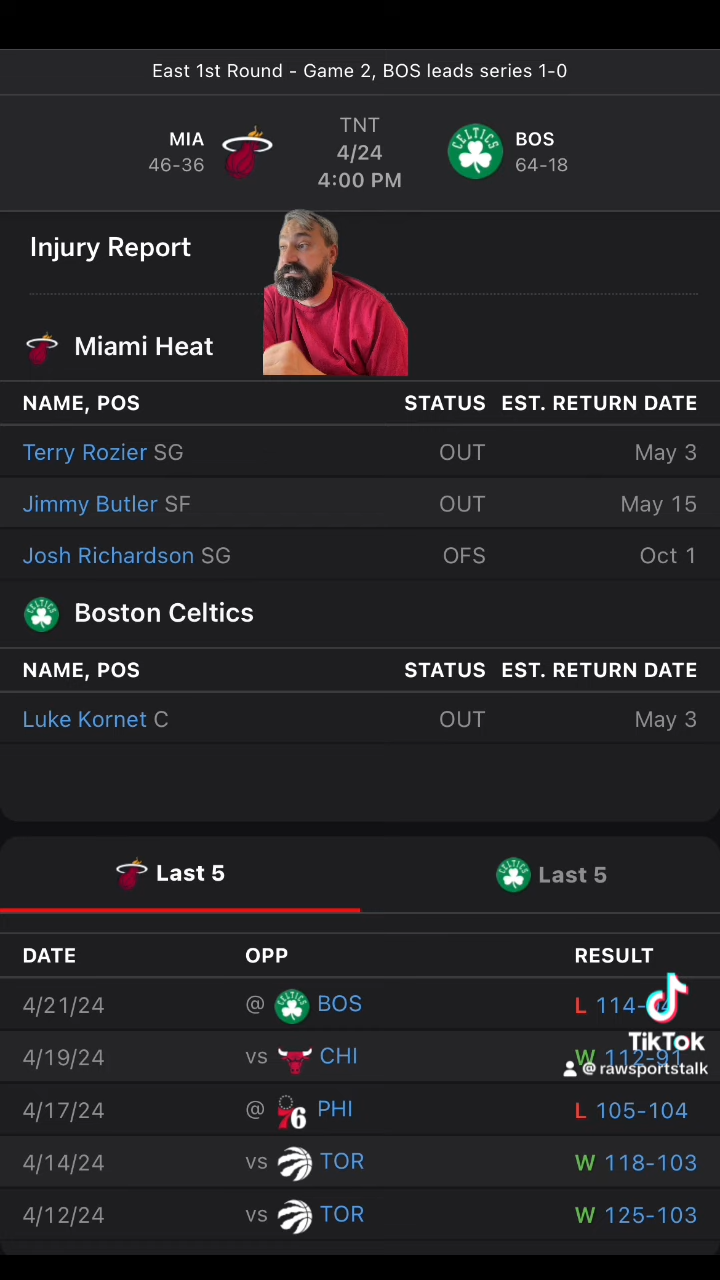 East 1st Round - Game 2, BOS leads series 1-0
MIA
46-36
TNT
4/24
4:00 PM
CELTICS
BOS
64-18
Injury Report
Miami Heat
NAME, POS STATUS EST. RETURN DATE
Terry Rozier SG OUT May 3
Jimmy Butler SF OUT May 15
Josh Richardson SG OFS Oct 1
Boston Celtics
NAME, POS STATUS EST. RETURN DATE
Luke Kornet C OUT May 3
Last 5 Last 5
DATE OPP RESULT
4/21/24 @ BOS L 114-
4/19/24 vs CHI W 112-91
4/17/24 @ 76 PHI L 105-104
4/14/24 vs TOR W 118-103
4/12/24 vs TOR W 125-103
TikTok
@rawsportstalk